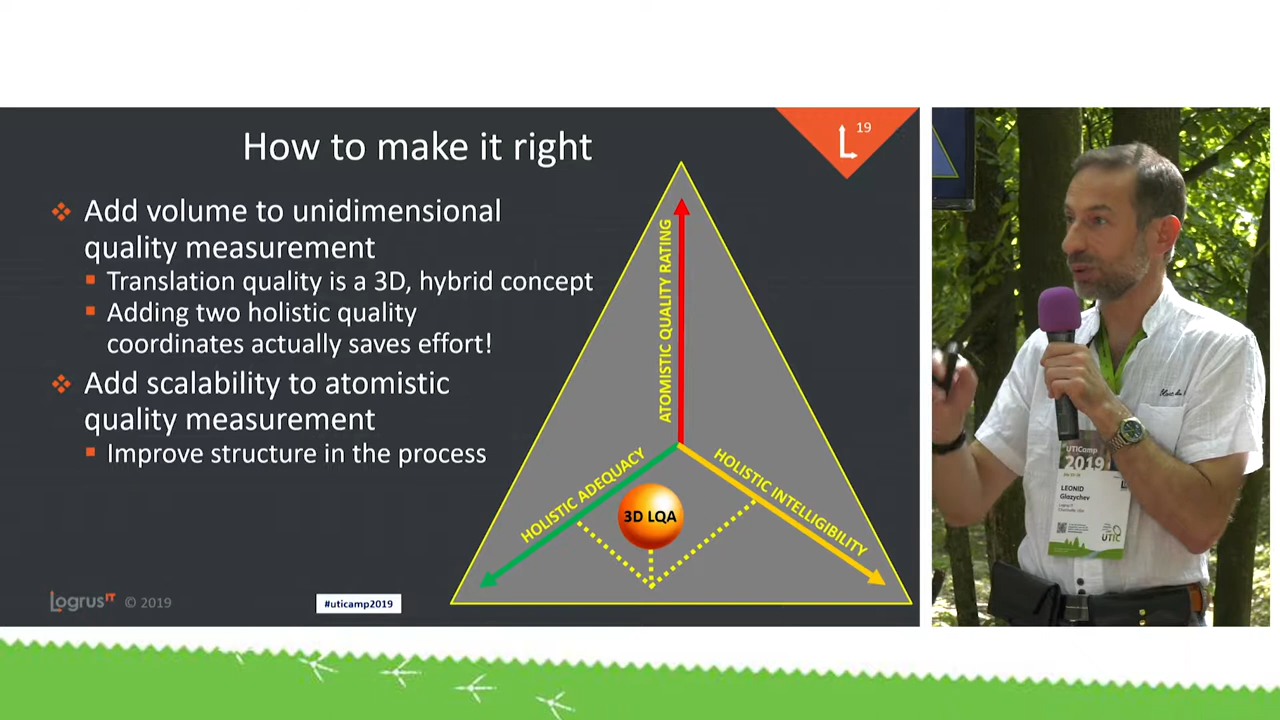 19
How to make it right
Add volume to unidimensional
quality measurement
Translation quality is a 3D, hybrid concept
Adding two holistic quality
coordinates actually saves effort!
Add scalability to atomistic
quality measurement
Improve structure in the process
ATOMISTIC QUALITY RATING
HOLISTIC ADEQUACY
HOLISTIC INTELLIGIBILITY
3D LQA
LogrusIT © 2019
#uticamp2019
UTICamp
2019
LEONID
Glazychev
UTIC